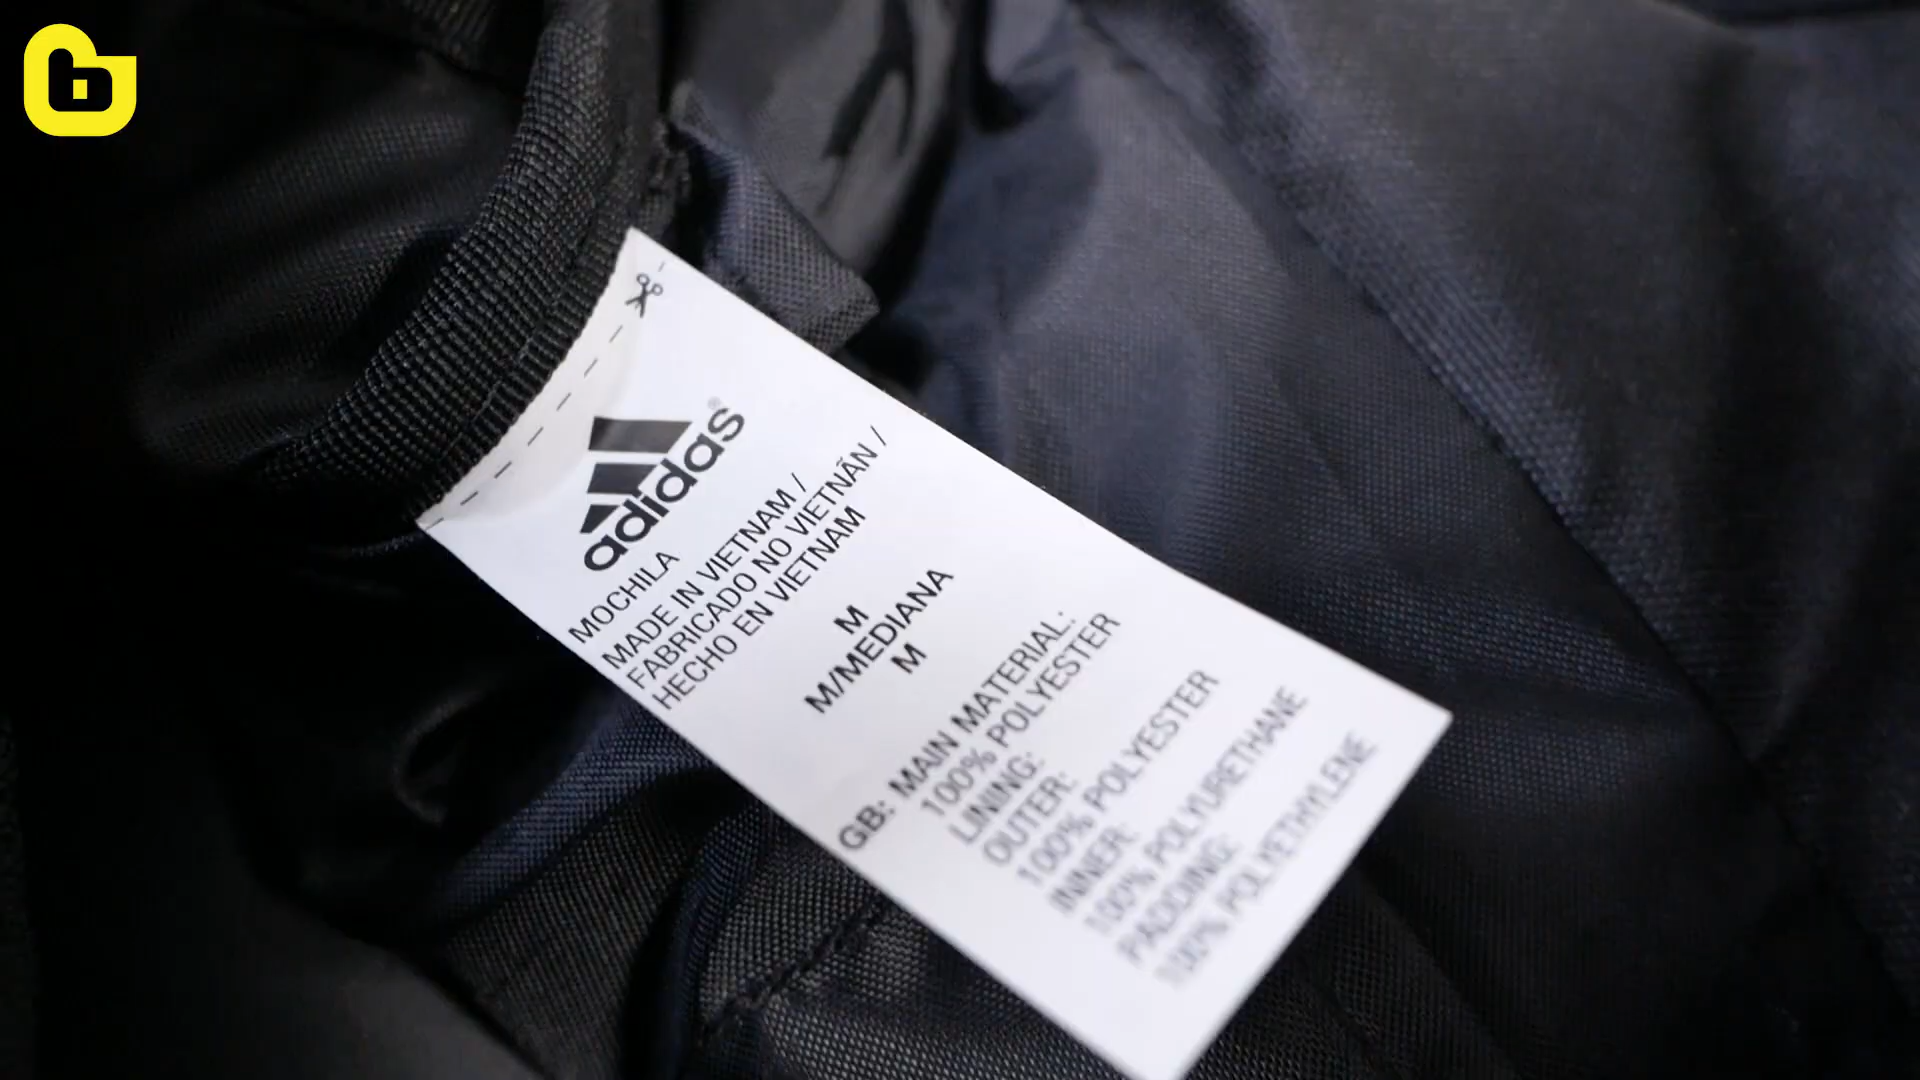 adidas®
MOCHILA
MADE IN VIETNAM /
FABRICADO NO VIETNÃN /
HECHO EN VIETNAM
M
M/MEDIANA
M
GB: MAIN MATERIAL:
100% POLYESTER
LINING:
OUTER:
100% POLYESTER
INNER:
100% POLYURETHANE
PADDING:
100% POLYETHYLENE